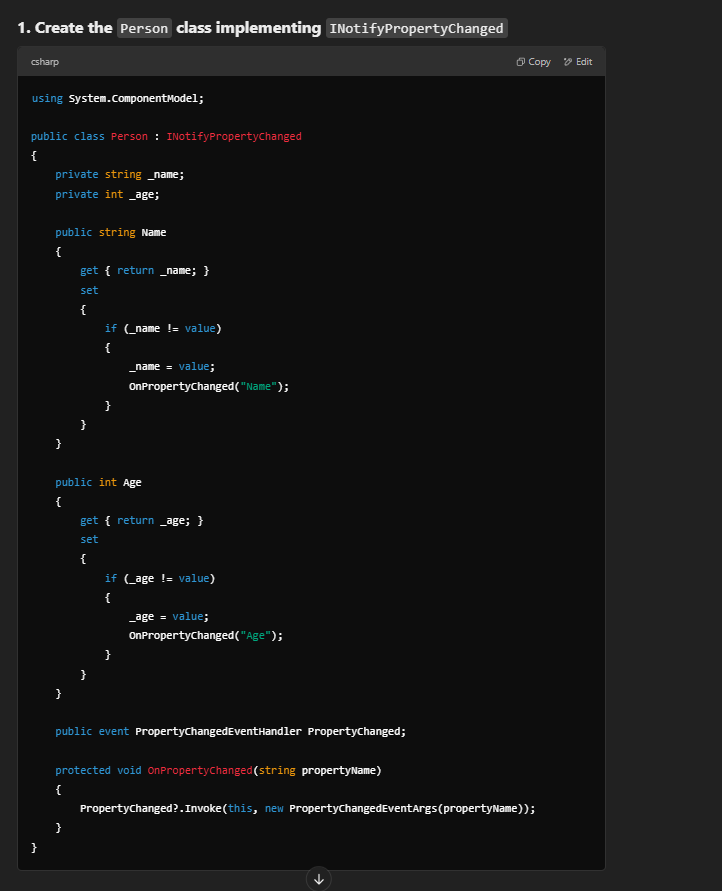 1. Create the Person class implementing INotifyPropertyChanged
csharp
Copy
Edit
using System.ComponentModel;
public class Person : INotifyPropertyChanged
{
    private string _name;
    private int _age;
    public string Name
    {
        get { return _name; }
        set
        {
            if (_name != value)
            {
                _name = value;
                OnPropertyChanged("Name");
            }
        }
    }
    public int Age
    {
        get { return _age; }
        set
        {
            if (_age != value)
            {
                _age = value;
                OnPropertyChanged("Age");
            }
        }
    }
    public event PropertyChangedEventHandler PropertyChanged;
    protected void OnPropertyChanged(string propertyName)
    {
        PropertyChanged?.Invoke(this, new PropertyChangedEventArgs(propertyName));
    }
}